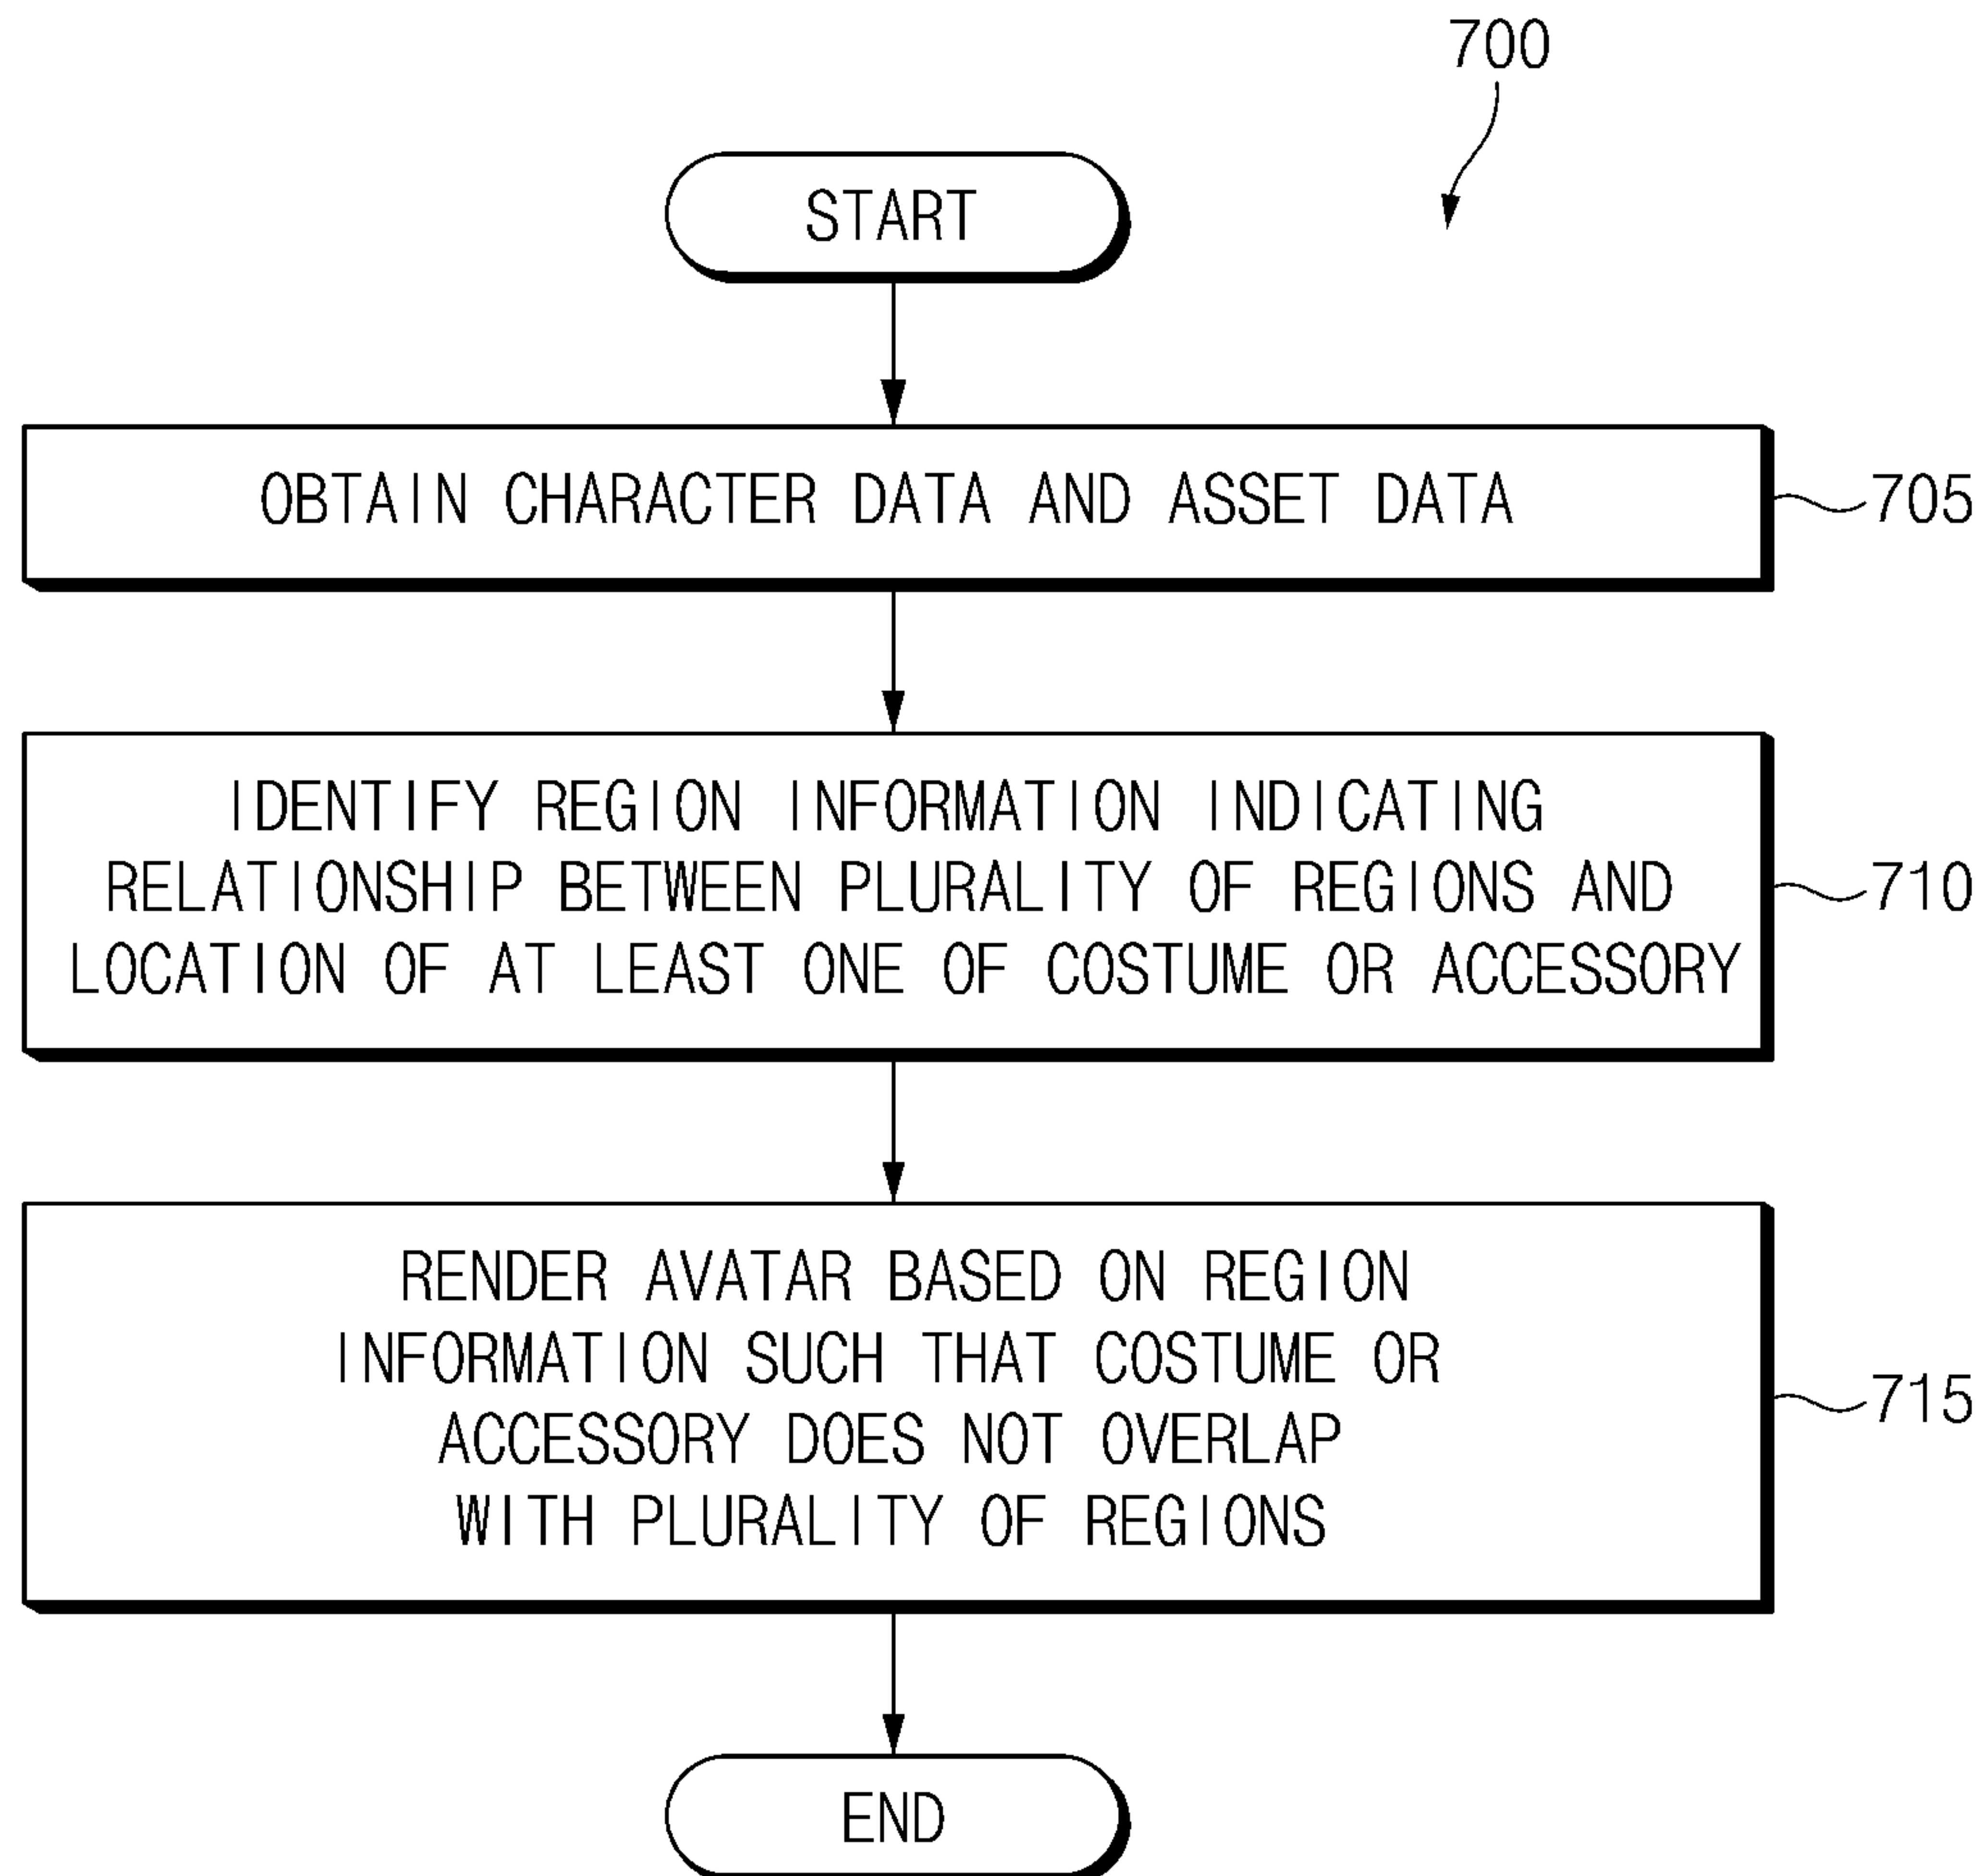 700
START
OBTAIN CHARACTER DATA AND ASSET DATA
705
IDENTIFY REGION INFORMATION INDICATING
RELATIONSHIP BETWEEN PLURALITY OF REGIONS AND
LOCATION OF AT LEAST ONE OF COSTUME OR ACCESSORY
710
RENDER AVATAR BASED ON REGION
INFORMATION SUCH THAT COSTUME OR
ACCESSORY DOES NOT OVERLAP
WITH PLURALITY OF REGIONS
715
END